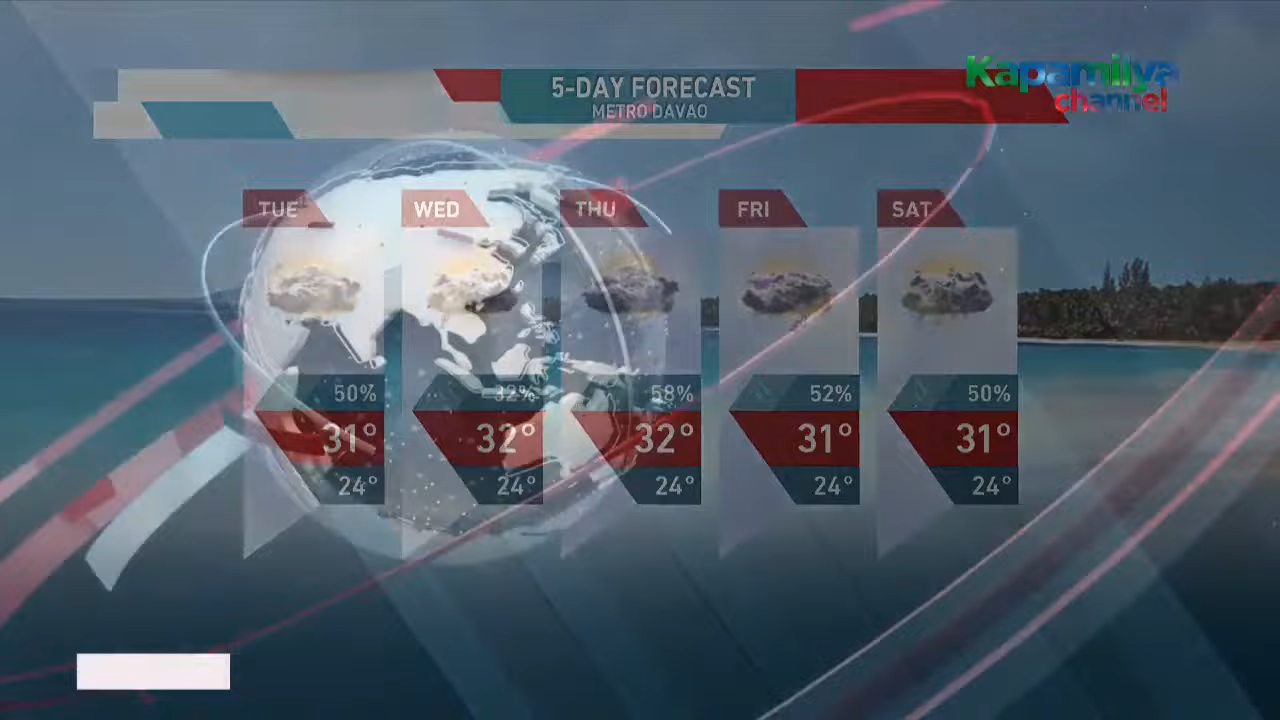 5-DAY FORECAST
METRO DAVAO
Kapamilya
channel
TUE WED THU FRI SAT
50% 32% 58% 52% 50%
31° 32° 32° 31° 31°
24° 24° 24° 24° 24°